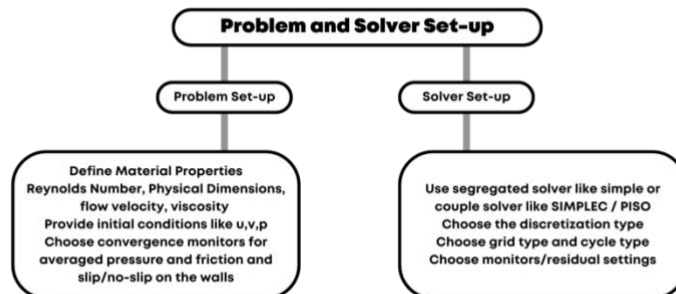 Problem and Solver Set-up
Problem Set-up
Solver Set-up
Define Material Properties
Reynolds Number, Physical Dimensions,
flow velocity, viscosity
Provide initial conditions like u,v,p
Choose convergence monitors for
averaged pressure and friction and
slip/no-slip on the walls
Use segregated solver like simple or
couple solver like SIMPLEC / PISO
Choose the discretization type
Choose grid type and cycle type
Choose monitors/residual settings